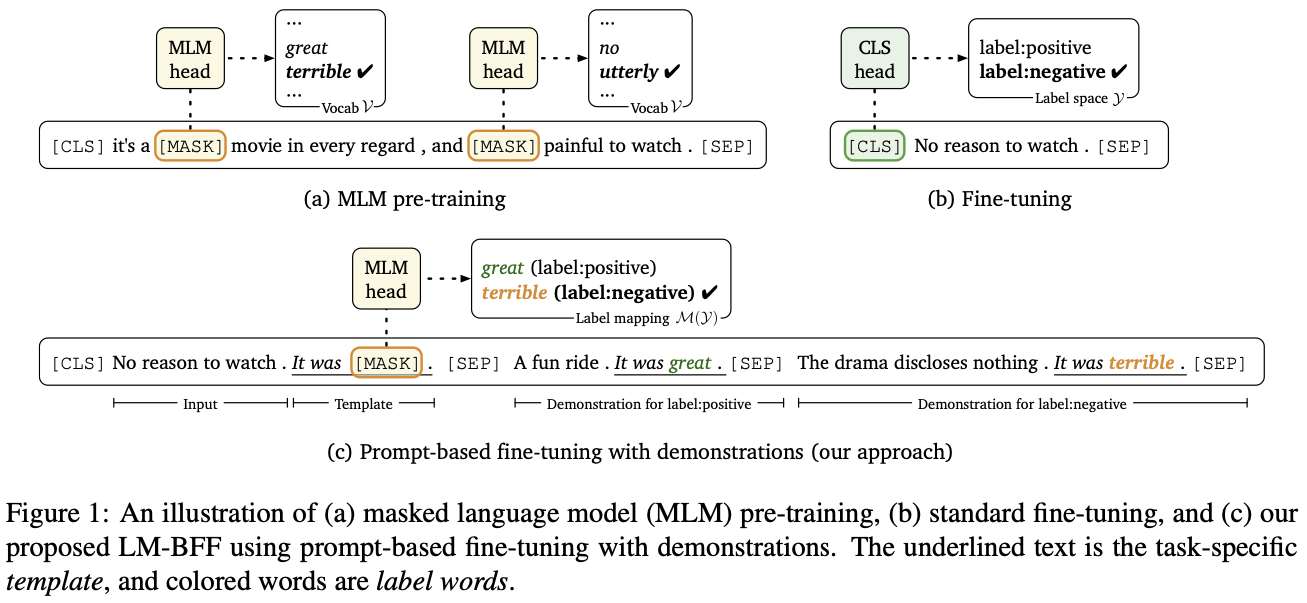 MLM
head
...
great
terrible ✔
...
Vocab 𝒱
MLM
head
...
no
utterly ✔
...
Vocab 𝒱
CLS
head
label:positive
label:negative ✔
Label space 𝒴
[CLS] it's a [MASK] movie in every regard , and [MASK] painful to watch . [SEP]
[CLS] No reason to watch . [SEP]
(a) MLM pre-training
(b) Fine-tuning
MLM
head
great (label:positive)
terrible (label:negative) ✔
Label mapping ℳ(𝒴)
[CLS] No reason to watch . It was [MASK] . [SEP] A fun ride . It was great . [SEP] The drama discloses nothing . It was terrible . [SEP]
Input
Template
Demonstration for label:positive
Demonstration for label:negative
(c) Prompt-based fine-tuning with demonstrations (our approach)
Figure 1: An illustration of (a) masked language model (MLM) pre-training, (b) standard fine-tuning, and (c) our
proposed LM-BFF using prompt-based fine-tuning with demonstrations. The underlined text is the task-specific
template, and colored words are label words.